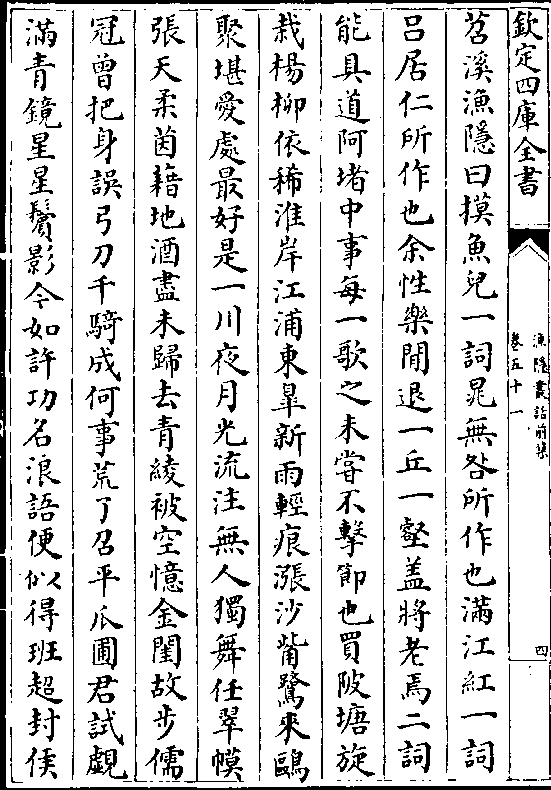 欽定四庫全書
漁隱叢話前集
卷五十一
四
苕溪漁隱曰摸魚兒一詞晁無咎所作也滿江紅一詞
吕居仁所作也余性樂閒退一丘一壑盖將老焉二詞
能具道阿堵中事每一歌之未嘗不擊節也買陂塘旋
栽楊柳依稀淮岸江浦東臯新雨輕痕漲沙觜鷺來鷗
聚堪愛處最好是一川夜月光流注無人獨舞任翠幙
張天柔茵藉地酒盡未歸去青綾被空憶金閨故步儒
冠曾把身誤弓刀千騎成何事荒了召平瓜圃君試覷
滿青鏡星星鬢影今如許功名浪語便似得班超封侯